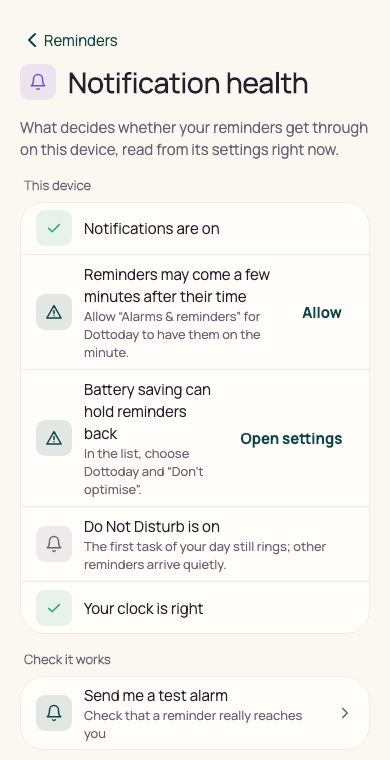 Reminders
Notification health
What decides whether your reminders get through
on this device, read from its settings right now.
This device
Notifications are on
Reminders may come a few
minutes after their time
Allow “Alarms & reminders” for
Dottoday to have them on the
minute.
Allow
Battery saving can
hold reminders
back
In the list, choose
Dottoday and “Don’t
optimise”.
Open settings
Do Not Disturb is on
The first task of your day still rings; other
reminders arrive quietly.
Your clock is right
Check it works
Send me a test alarm
Check that a reminder really reaches
you